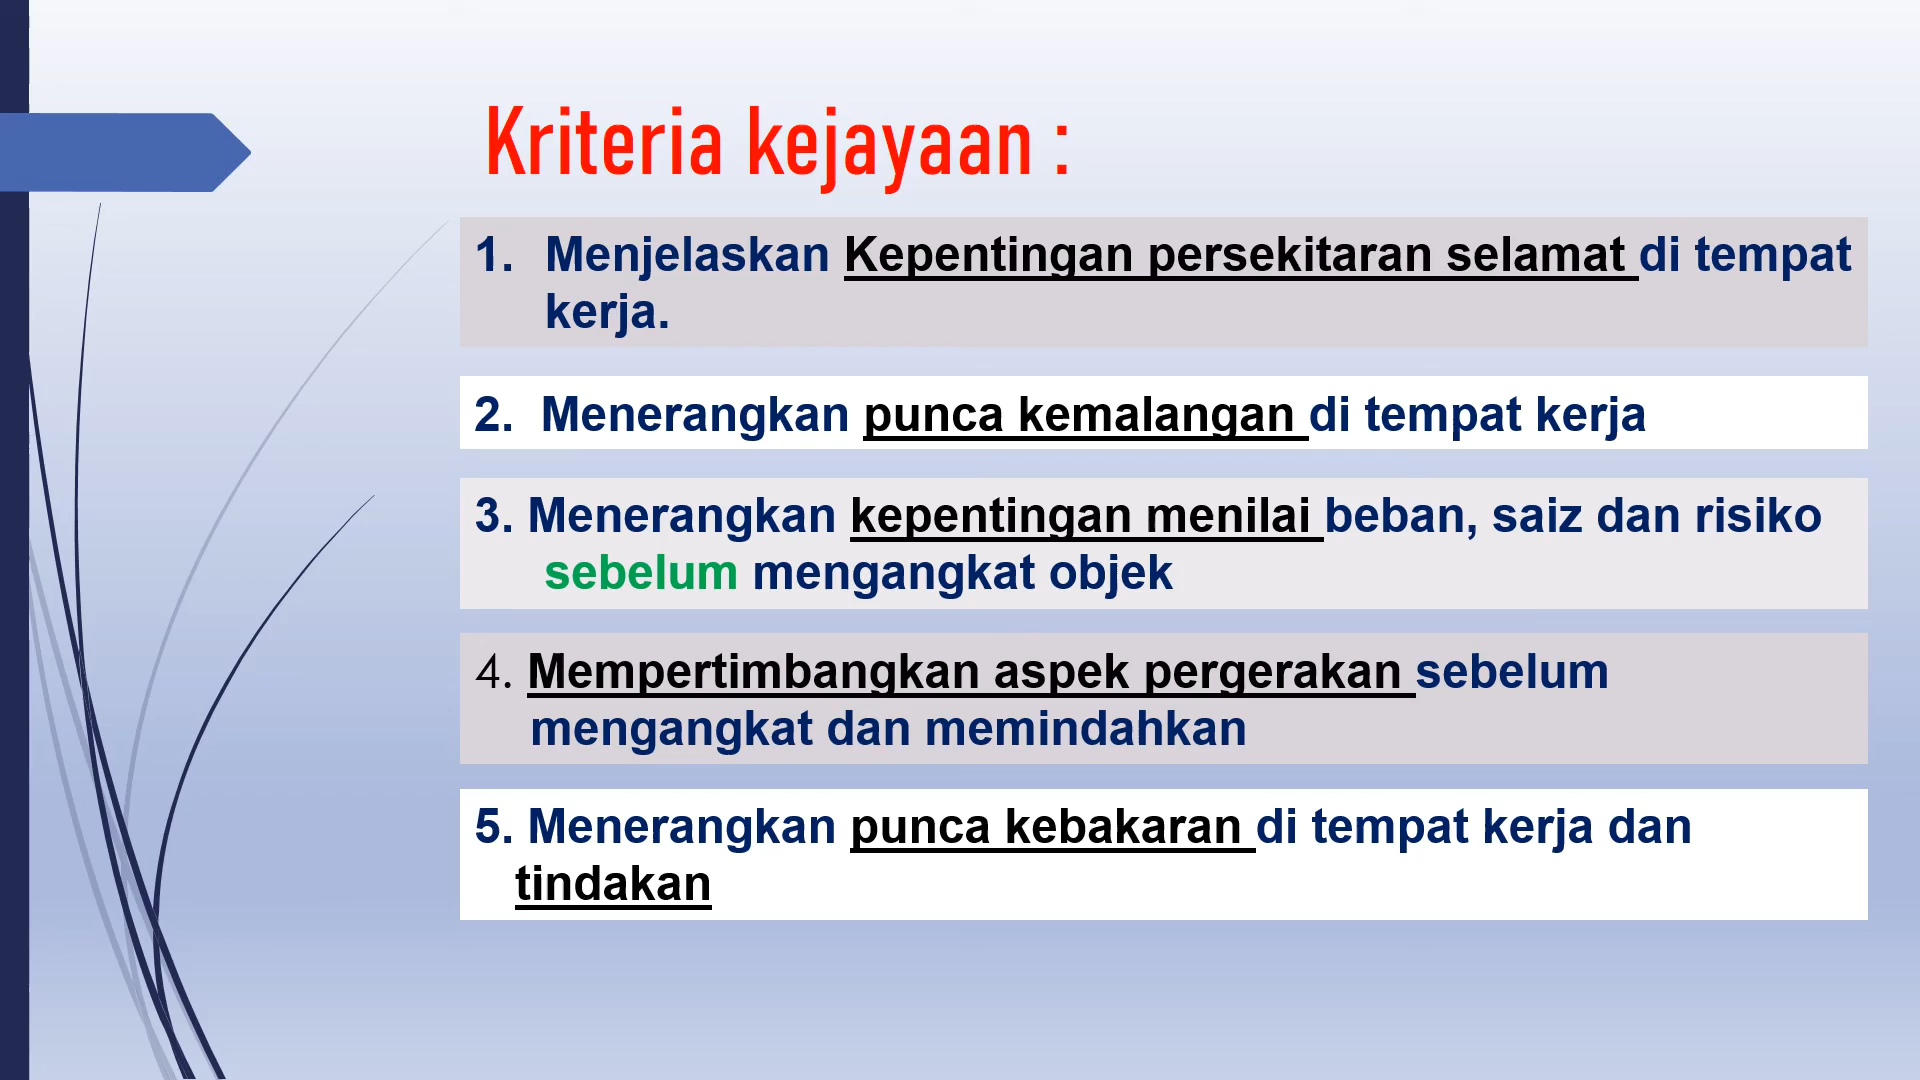 Kriteria kejayaan :
1. Menjelaskan Kepentingan persekitaran selamat di tempat
kerja.
2. Menerangkan punca kemalangan di tempat kerja
3. Menerangkan kepentingan menilai beban, saiz dan risiko
sebelum mengangkat objek
4. Mempertimbangkan aspek pergerakan sebelum
mengangkat dan memindahkan
5. Menerangkan punca kebakaran di tempat kerja dan
tindakan